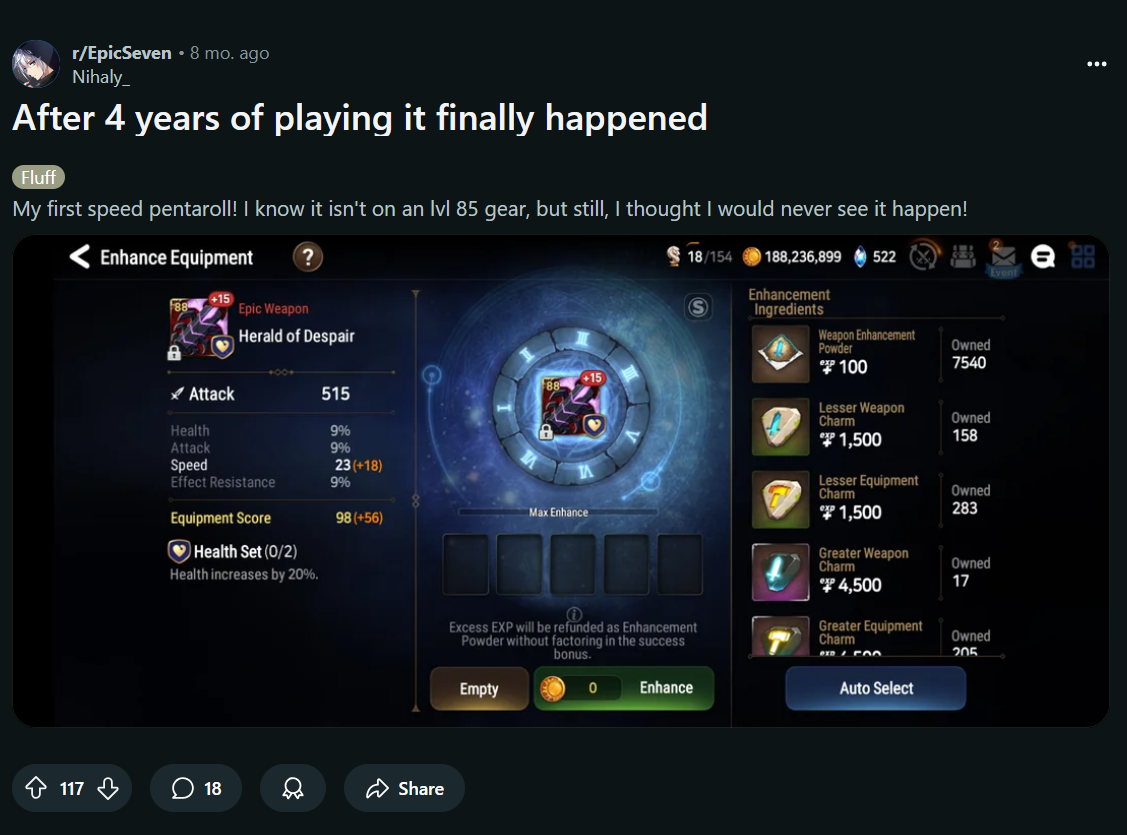 r/EpicSeven • 8 mo. ago
Nihaly_
After 4 years of playing it finally happened
Fluff
My first speed pentaroll! I know it isn't on an lvl 85 gear, but still, I thought I would never see it happen!
Enhance Equipment
?
18/154
188,236,899
522
2
Event
88
+15
Epic Weapon
Herald of Despair
Attack 515
Health 9%
Attack 9%
Speed 23 (+18)
Effect Resistance 9%
Equipment Score 98 (+56)
Health Set (0/2)
Health increases by 20%.
S
88
+15
Max Enhance
Excess EXP will be refunded as Enhancement
Powder without factoring in the success
bonus.
Empty
0 Enhance
Enhancement
Ingredients
Weapon Enhancement
Powder
exp 100
Owned
7540
Lesser Weapon
Charm
exp 1,500
Owned
158
Lesser Equipment
Charm
exp 1,500
Owned
283
Greater Weapon
Charm
exp 4,500
Owned
17
Greater Equipment
Charm
exp 4,500
Owned
205
Auto Select
117
18
Share